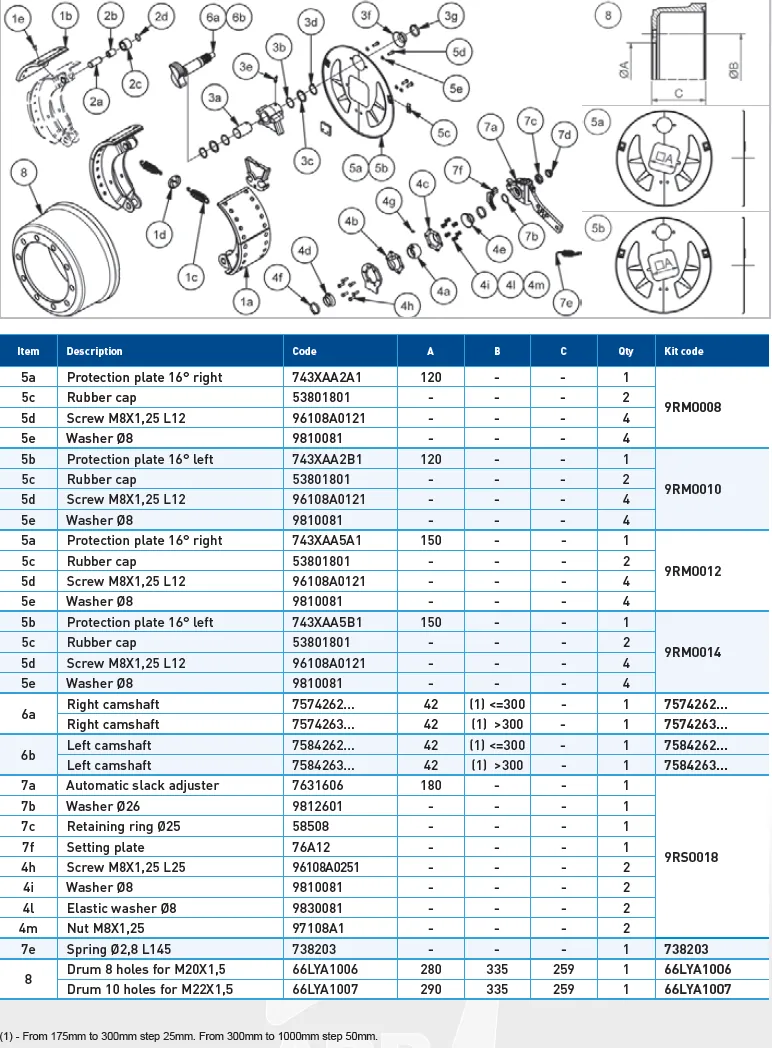 1e 1b 2b 2d 6a 6b 3d 3f 3g 8
3b 5d
3e 5e ØA ØB
2a 2c 3a C
5c 7a 7c 7d 5a
3c 5a 5b
8 7f
4c
1d 4g 7b 5b
4b
1c 4d 4e
4f 1a 4a 4i 4l 4m
4h 7e
□A
□A
Item Description Code A B C Qty Kit code
5a Protection plate 16° right 743XAA2A1 120 - - 1
5c Rubber cap 53801801 - - - 2
9RM0008
5d Screw M8X1,25 L12 96108A0121 - - - 4
5e Washer Ø8 9810081 - - - 4
5b Protection plate 16° left 743XAA2B1 120 - - 1
5c Rubber cap 53801801 - - - 2
9RM0010
5d Screw M8X1,25 L12 96108A0121 - - - 4
5e Washer Ø8 9810081 - - - 4
5a Protection plate 16° right 743XAA5A1 150 - - 1
5c Rubber cap 53801801 - - - 2
9RM0012
5d Screw M8X1,25 L12 96108A0121 - - - 4
5e Washer Ø8 9810081 - - - 4
5b Protection plate 16° left 743XAA5B1 150 - - 1
5c Rubber cap 53801801 - - - 2
9RM0014
5d Screw M8X1,25 L12 96108A0121 - - - 4
5e Washer Ø8 9810081 - - - 4
6a
Right camshaft 7574262... 42 (1) <=300 - 1 7574262...
Right camshaft 7574263... 42 (1) >300 - 1 7574263...
6b
Left camshaft 7584262... 42 (1) <=300 - 1 7584262...
Left camshaft 7584263... 42 (1) >300 - 1 7584263...
7a Automatic slack adjuster 7631606 180 - - 1
7b Washer Ø26 9812601 - - - 1
7c Retaining ring Ø25 58508 - - - 1
7f Setting plate 76A12 - - - 1
9RS0018
4h Screw M8X1,25 L25 96108A0251 - - - 2
4i Washer Ø8 9810081 - - - 2
4l Elastic washer Ø8 9830081 - - - 2
4m Nut M8X1,25 97108A1 - - - 2
7e Spring Ø2,8 L145 738203 - - - 1 738203
8
Drum 8 holes for M20X1,5 66LYA1006 280 335 259 1 66LYA1006
Drum 10 holes for M22X1,5 66LYA1007 290 335 259 1 66LYA1007
(1) - From 175mm to 300mm step 25mm. From 300mm to 1000mm step 50mm.